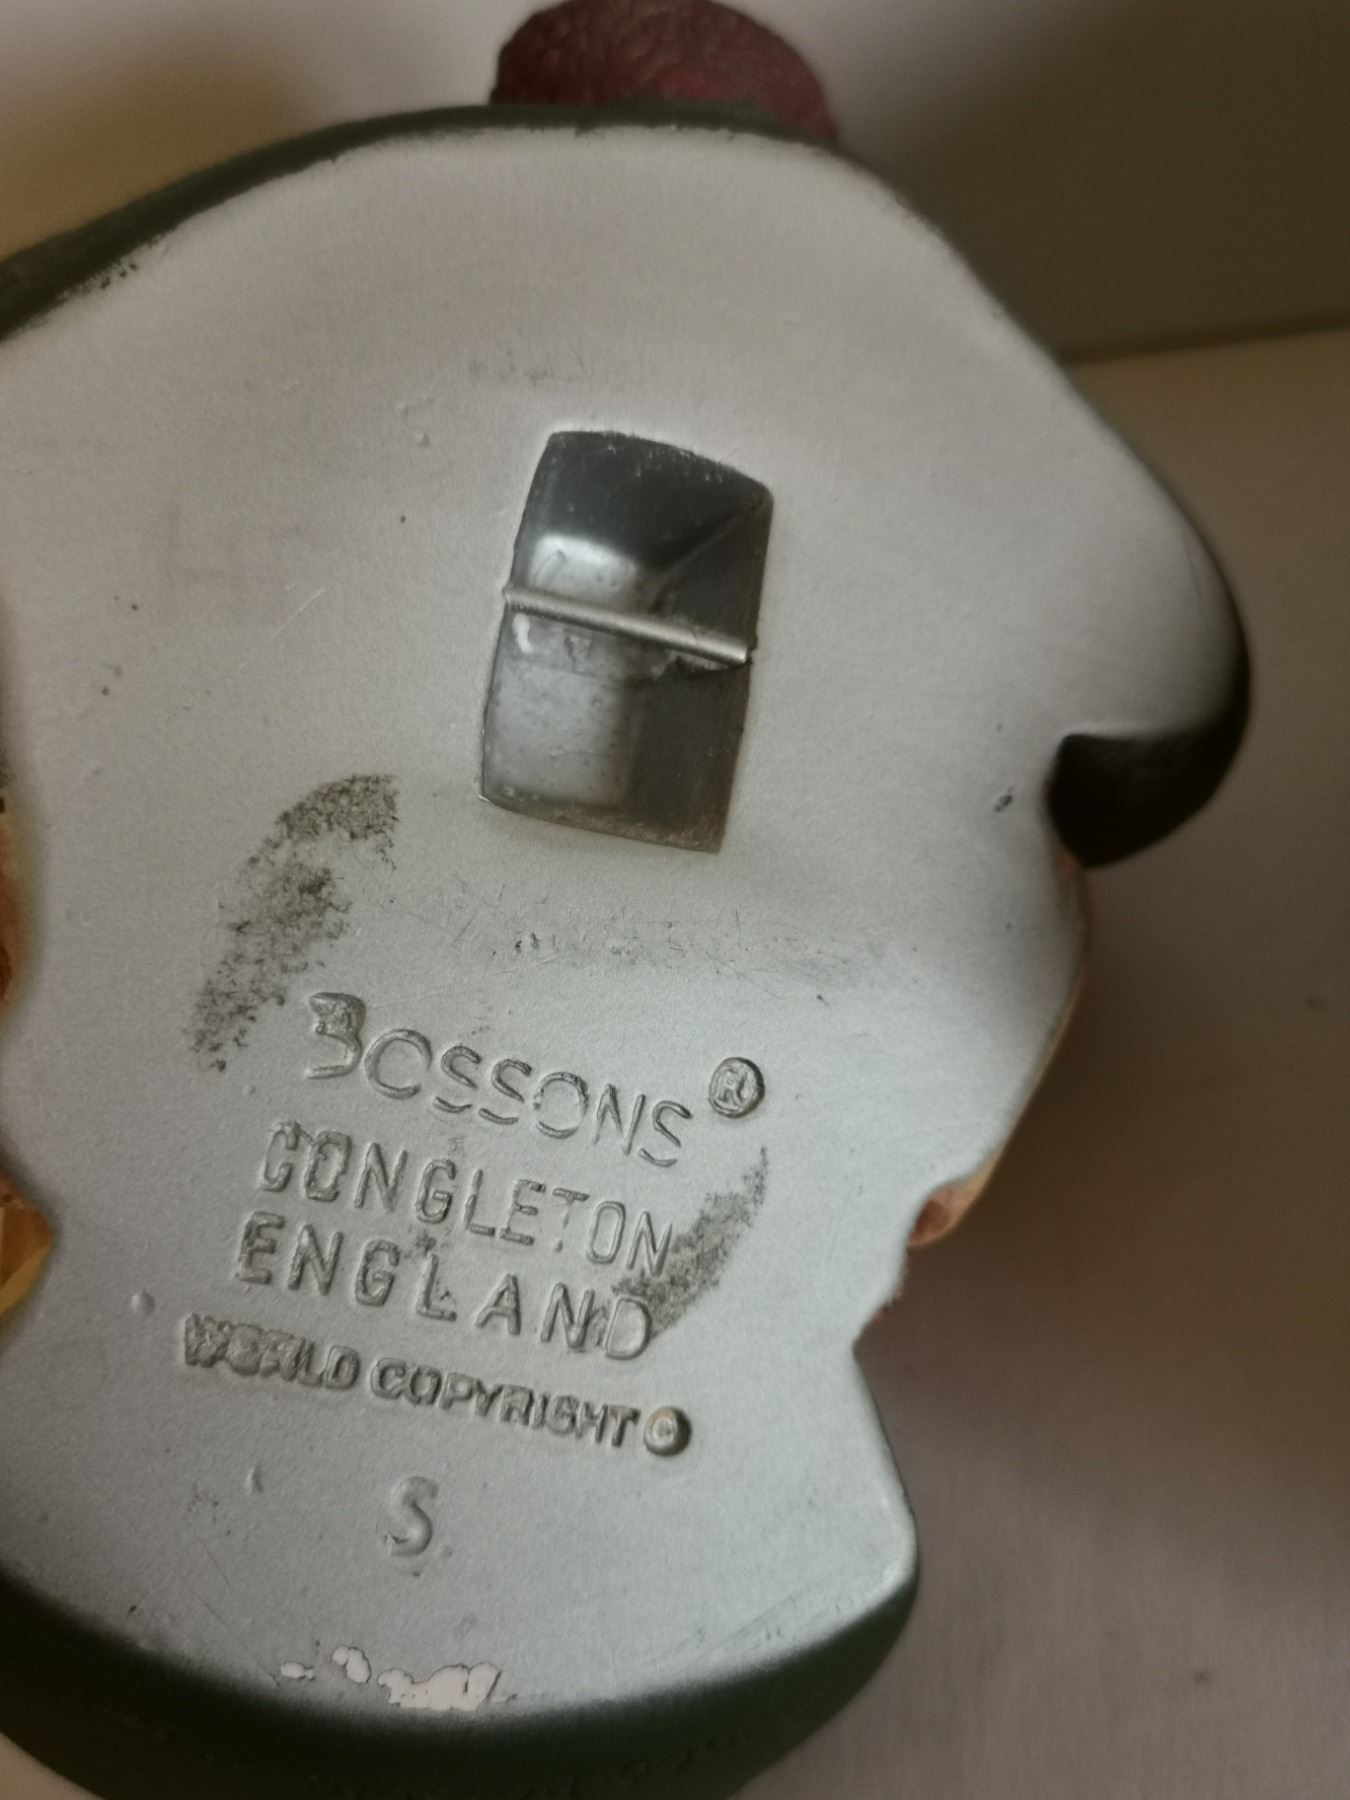 BOSSONS ®
CONGLETON
ENGLAND
WORLD COPYRIGHT ©
S.